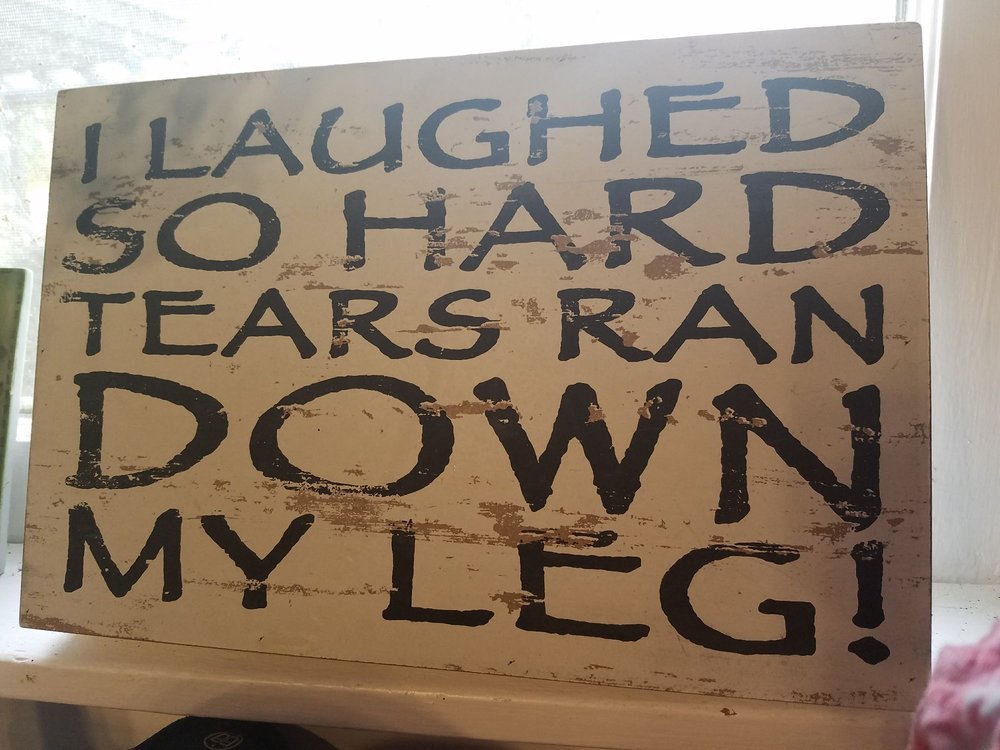 I LAUGHED
SO HARD
TEARS RAN
DOWN
MY LEG!